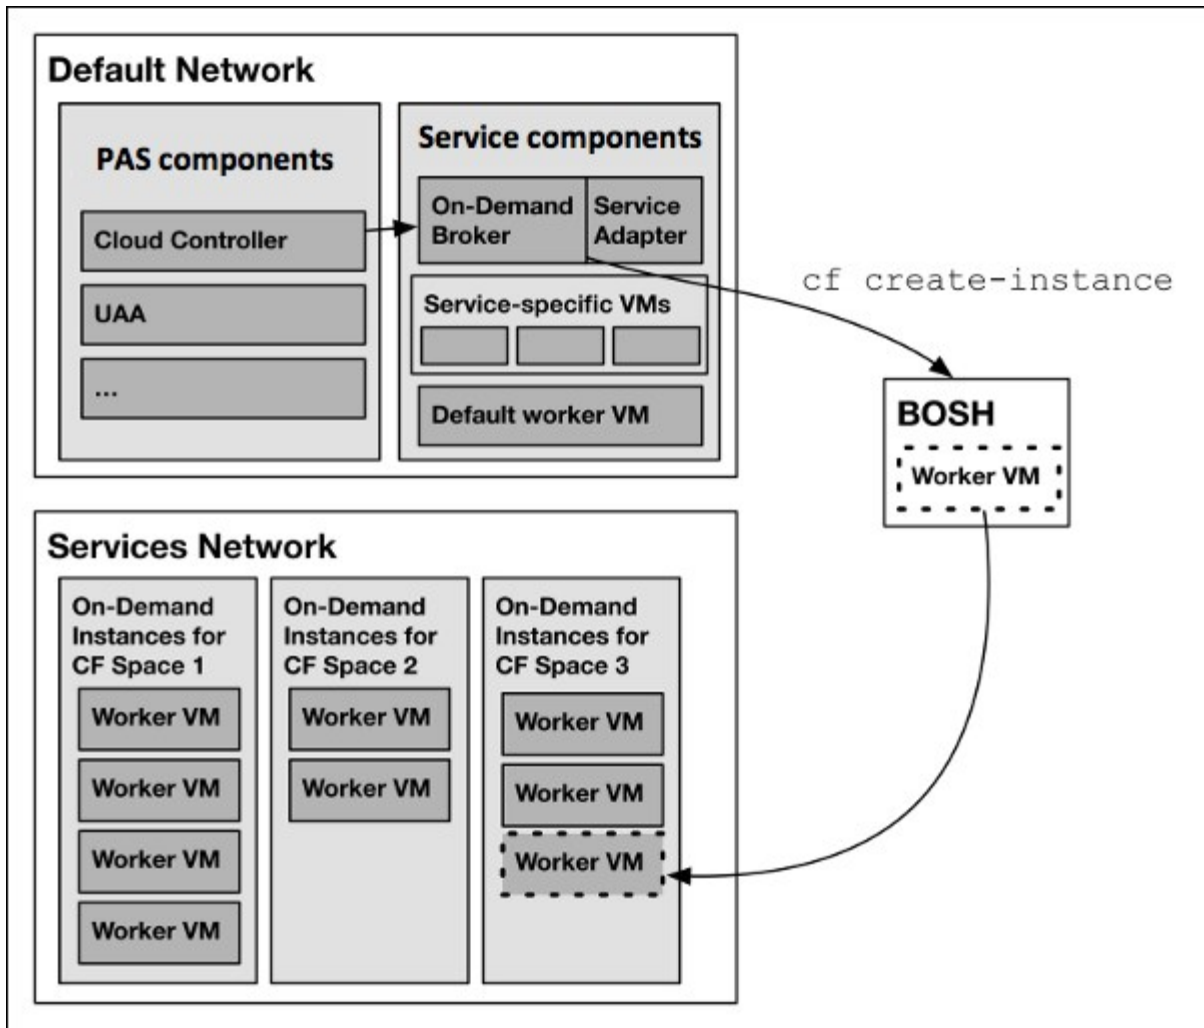 Default Network
PAS components
Cloud Controller
UAA
...
Service components
On-Demand
Broker
Service
Adapter
Service-specific VMs
Default worker VM
cf create-instance
BOSH
Worker VM
Services Network
On-Demand
Instances for
CF Space 1
Worker VM
Worker VM
Worker VM
Worker VM
On-Demand
Instances for
CF Space 2
Worker VM
Worker VM
On-Demand
Instances for
CF Space 3
Worker VM
Worker VM
Worker VM